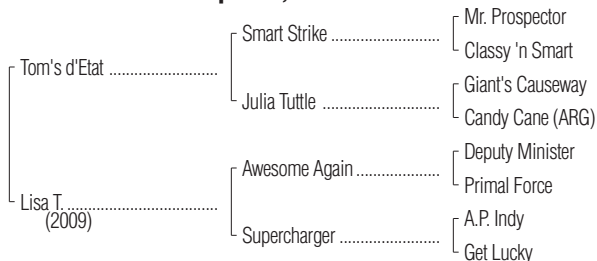 Mr. Prospector
Smart Strike ........................
Classy 'n Smart
Tom's d'Etat ........................
Giant's Causeway
Julia Tuttle ..........................
Candy Cane (ARG)
Deputy Minister
Awesome Again ..................
Primal Force
Lisa T. .................................
(2009)
A.P. Indy
Supercharger ......................
Get Lucky